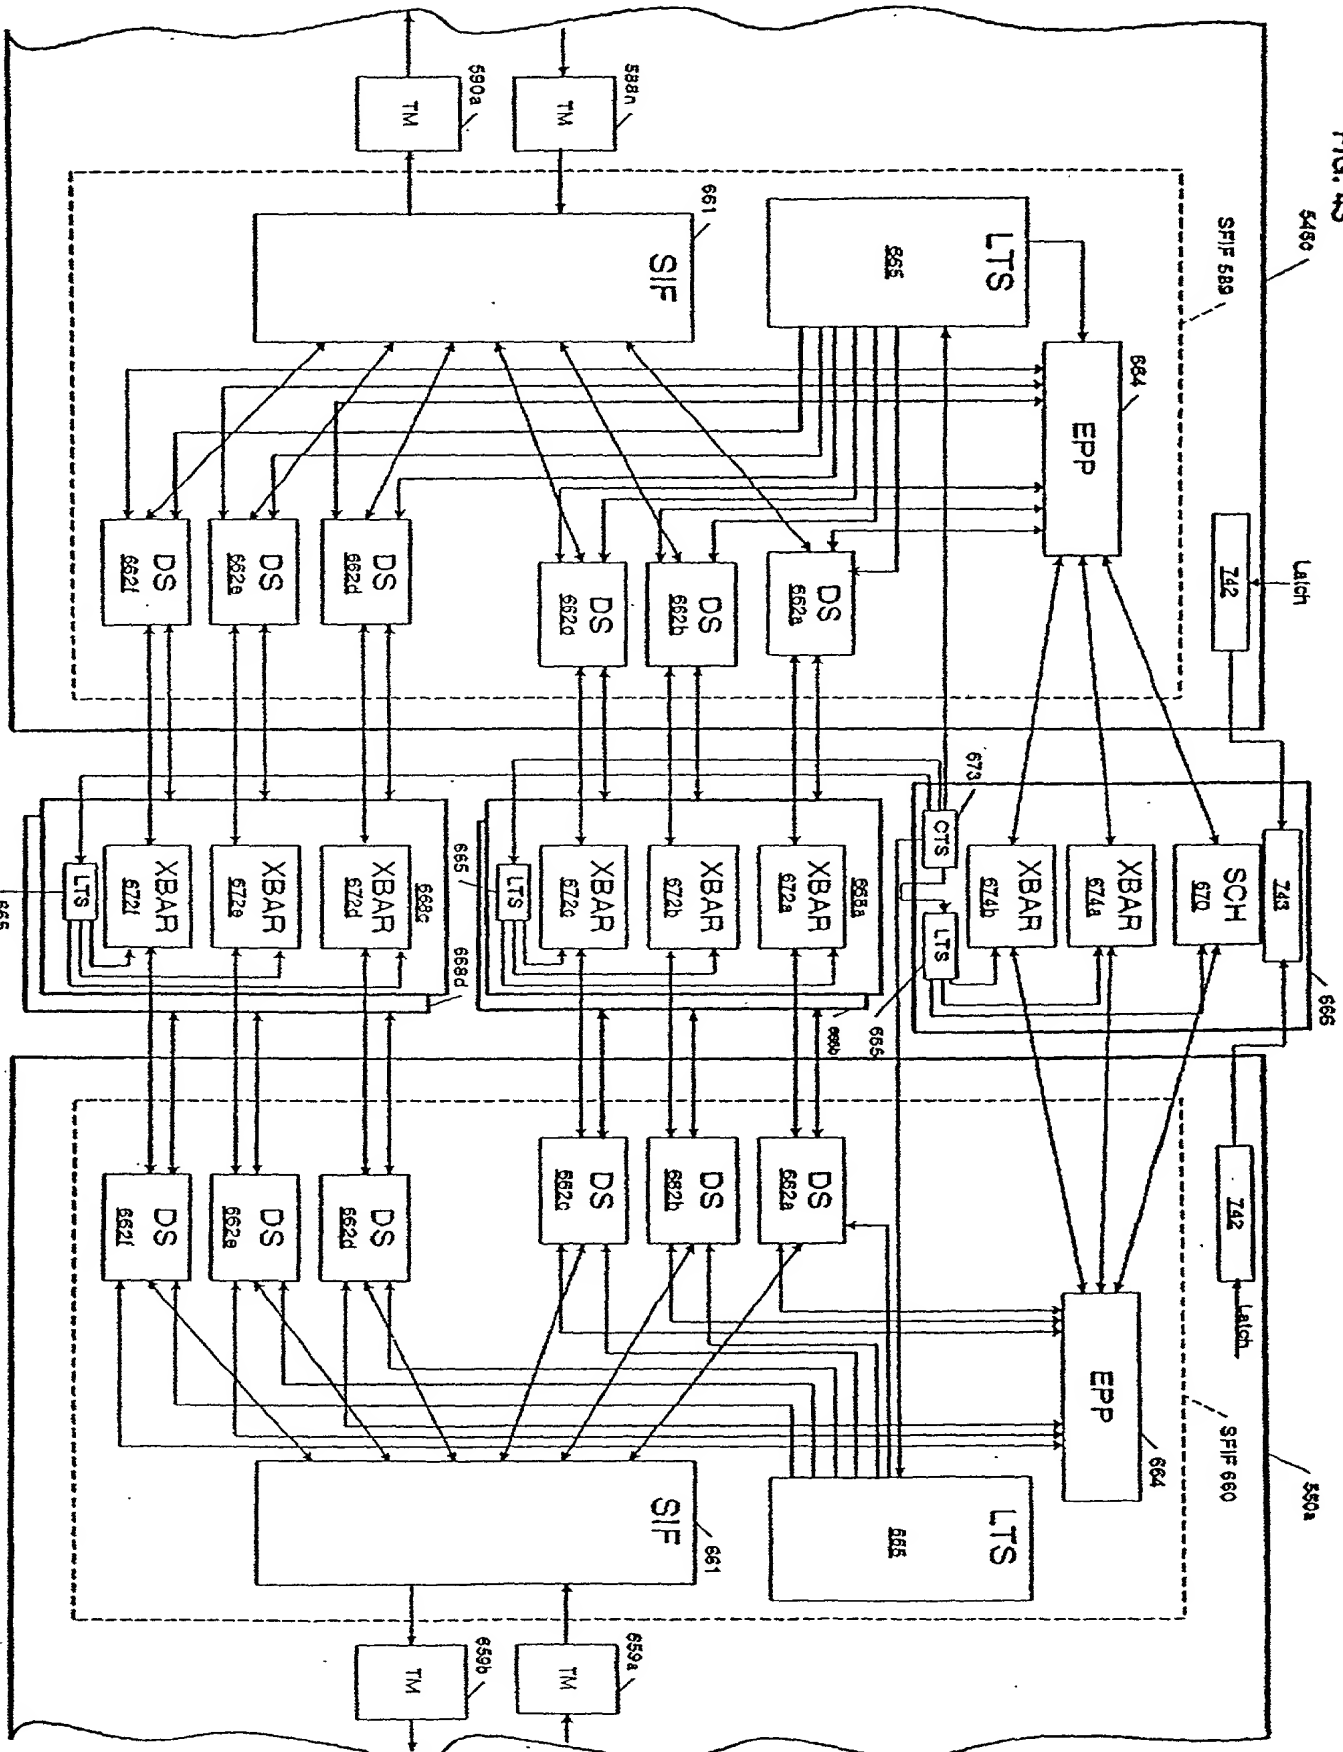 546c
666
550a
SFIF 589
Latch
SFIF 660
742
743
742
Latch
664
EPP
SCH
670
EPP
664
XBAR
674a
XBAR
674b
LTS
665
673
CTS
LTS
665
LTS
665
DS
662a
668a
XBAR
672a
668b
DS
662a
DS
662b
XBAR
672b
DS
662b
DS
662c
XBAR
672c
DS
662c
665
LTS
661
SIF
SIF
661
668c
668d
DS
662d
XBAR
672d
DS
662d
DS
662e
XBAR
672e
DS
662e
DS
662f
XBAR
672f
DS
662f
LTS
665
588n
TM
659a
TM
590a
TM
659b
TM